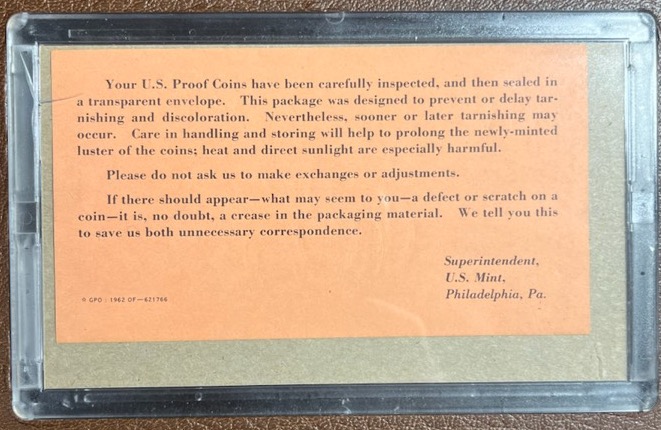 Your U.S. Proof Coins have been carefully inspected, and then sealed in
a transparent envelope. This package was designed to prevent or delay tar-
nishing and discoloration. Nevertheless, sooner or later tarnishing may
occur. Care in handling and storing will help to prolong the newly-minted
luster of the coins; heat and direct sunlight are especially harmful.
Please do not ask us to make exchanges or adjustments.
If there should appear—what may seem to you—a defect or scratch on a
coin—it is, no doubt, a crease in the packaging material. We tell you this
to save us both unnecessary correspondence.
Superintendent,
U.S. Mint,
Philadelphia, Pa.
GPO : 1962 OF—621766